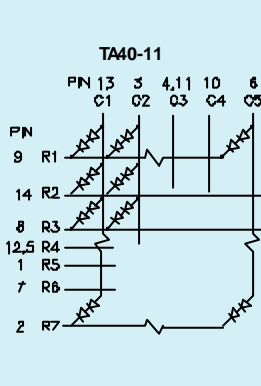 TA40-11
PIN 13 3 4,11 10 6
C1 C2 C3 C4 C5
PIN
9 R1
14 R2
8 R3
12,5 R4
1 R5
7 R6
2 R7